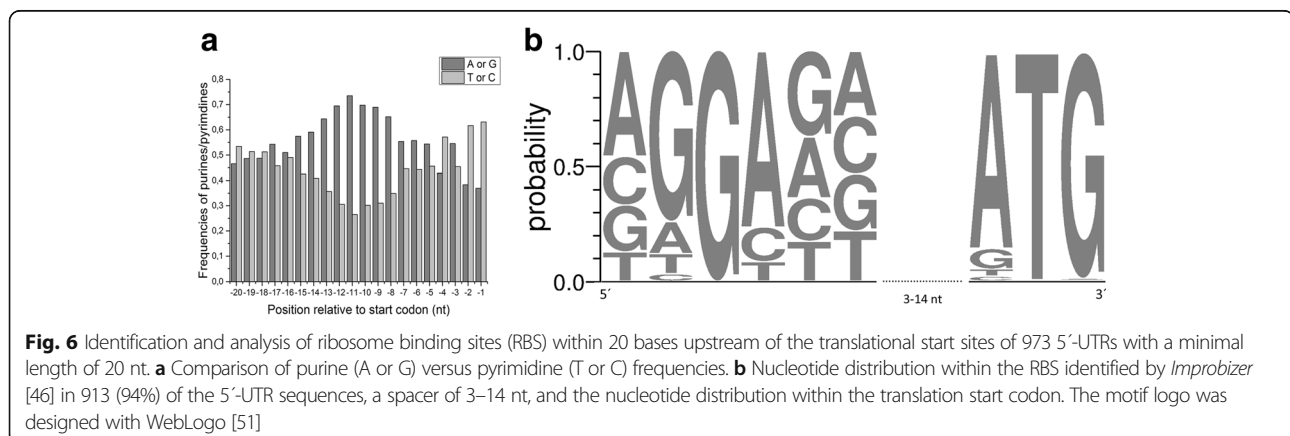 a
b
A or G
T or C
Frequencies of purines/pyrimdines
0,8
0,7
0,6
0,5
0,4
0,3
0,2
0,1
0,0
-20 -19 -18 -17 -16 -15 -14 -13 -12 -11 -10 -9 -8 -7 -6 -5 -4 -3 -2 -1
Position relative to start codon (nt)
probability
1.0
0.5
0.0
A G G A G A A T G
C A C A C G
G T T C G T
T C T T C
5´
3-14 nt
3´
Fig. 6 Identification and analysis of ribosome binding sites (RBS) within 20 bases upstream of the translational start sites of 973 5´-UTRs with a minimal
length of 20 nt. a Comparison of purine (A or G) versus pyrimidine (T or C) frequencies. b Nucleotide distribution within the RBS identified by Improbizer
[46] in 913 (94%) of the 5´-UTR sequences, a spacer of 3–14 nt, and the nucleotide distribution within the translation start codon. The motif logo was
designed with WebLogo [51]